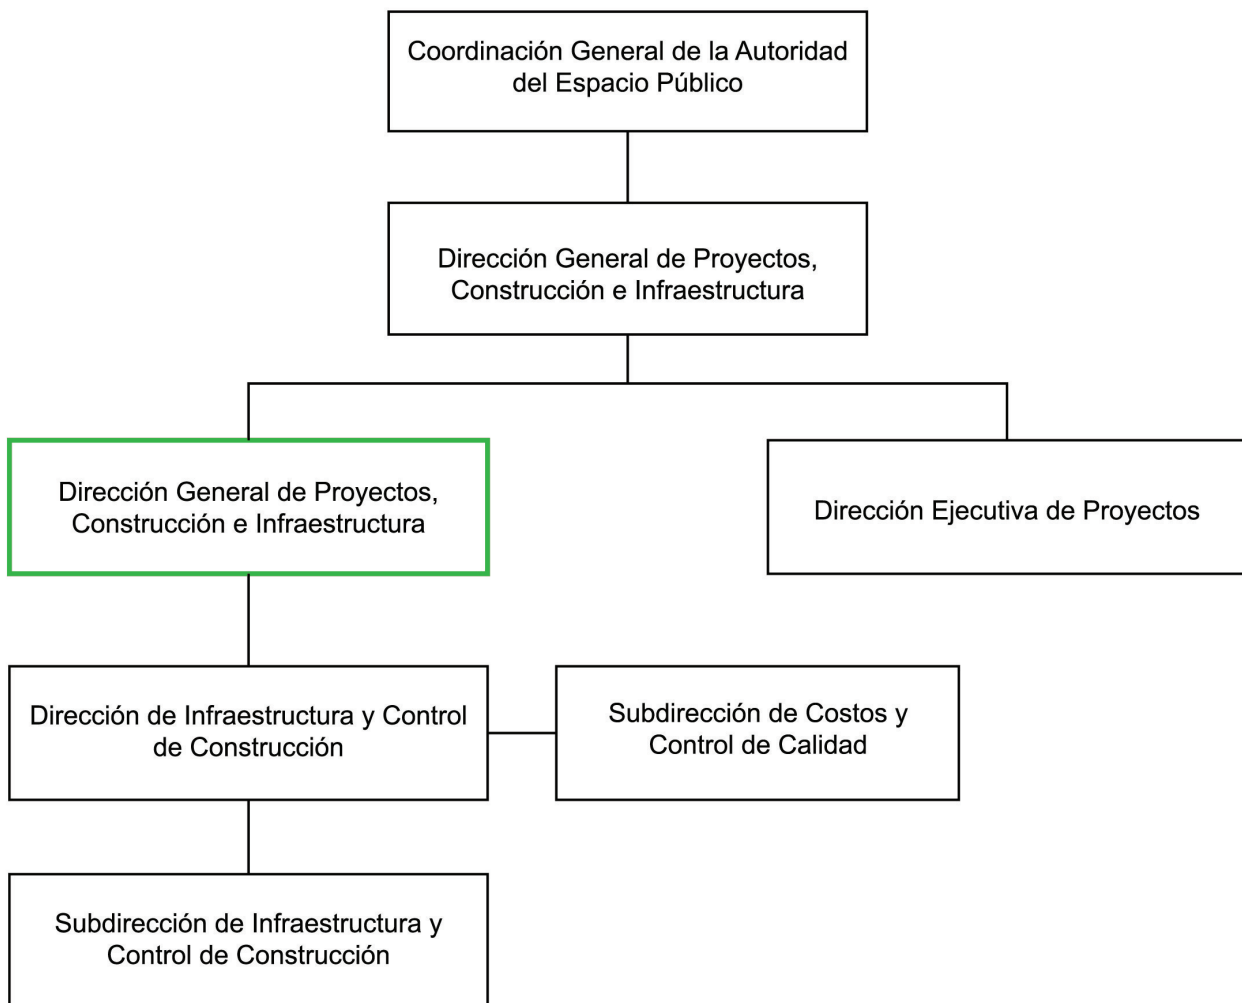 Coordinación General de la Autoridad
del Espacio Público
Dirección General de Proyectos,
Construcción e Infraestructura
Dirección General de Proyectos,
Construcción e Infraestructura
Dirección Ejecutiva de Proyectos
Dirección de Infraestructura y Control
de Construcción
Subdirección de Costos y
Control de Calidad
Subdirección de Infraestructura y
Control de Construcción